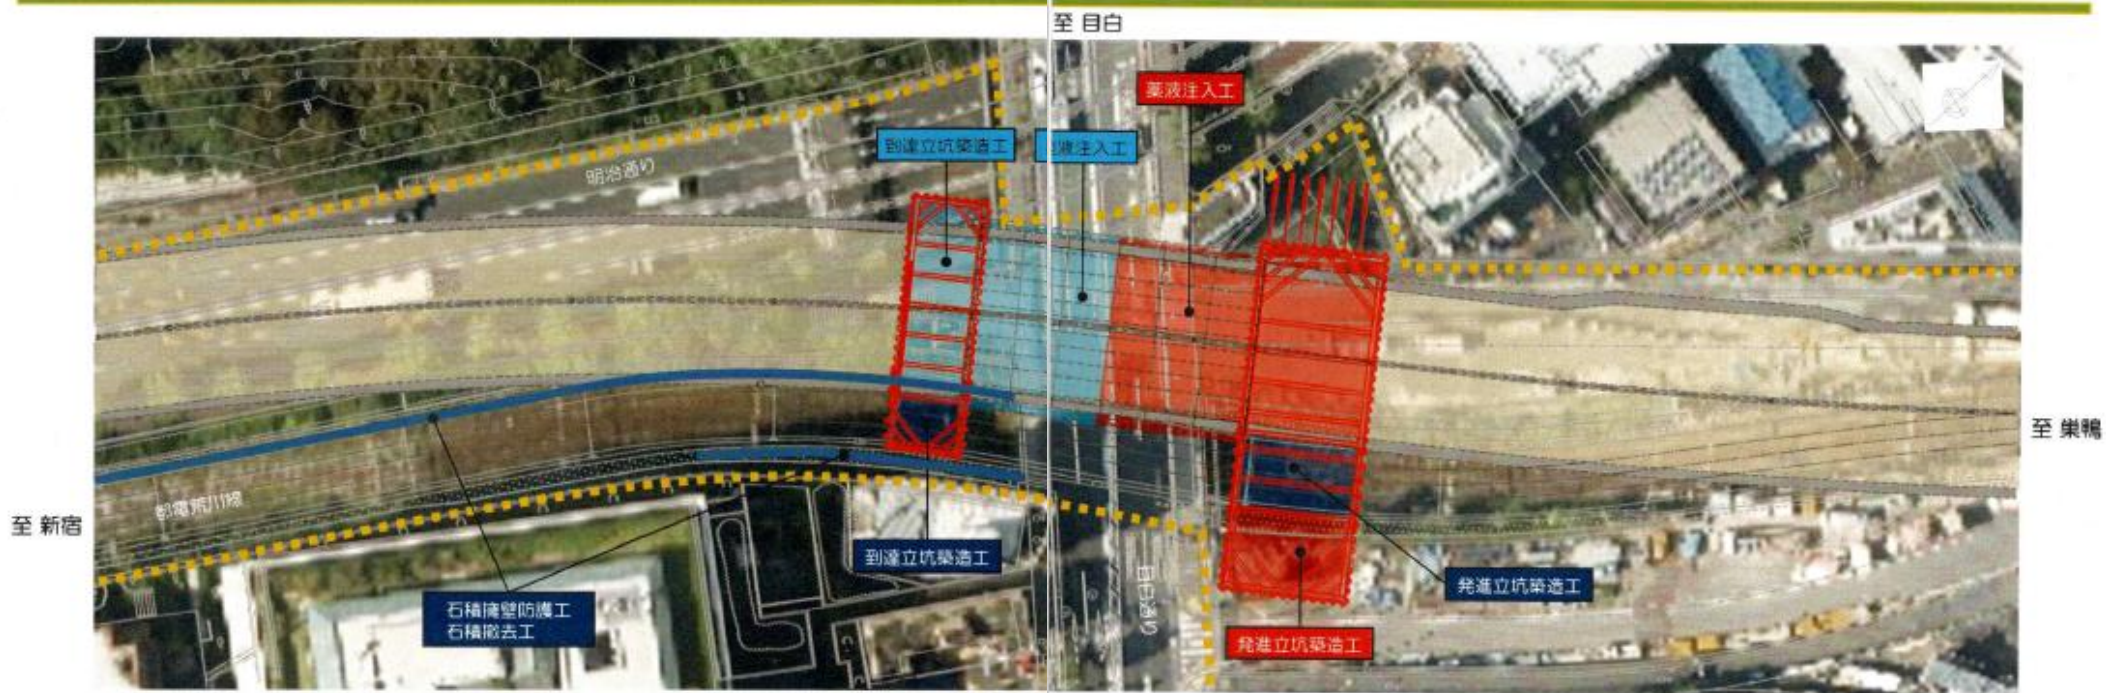 至 目白
薬液注入工
到達立坑築造工
薬液注入工
明治通り
至 巣鴨
都電荒川線
至 新宿
到達立坑築造工
目白通り
発進立坑築造工
石積擁壁防護工
石積撤去工
発進立坑築造工